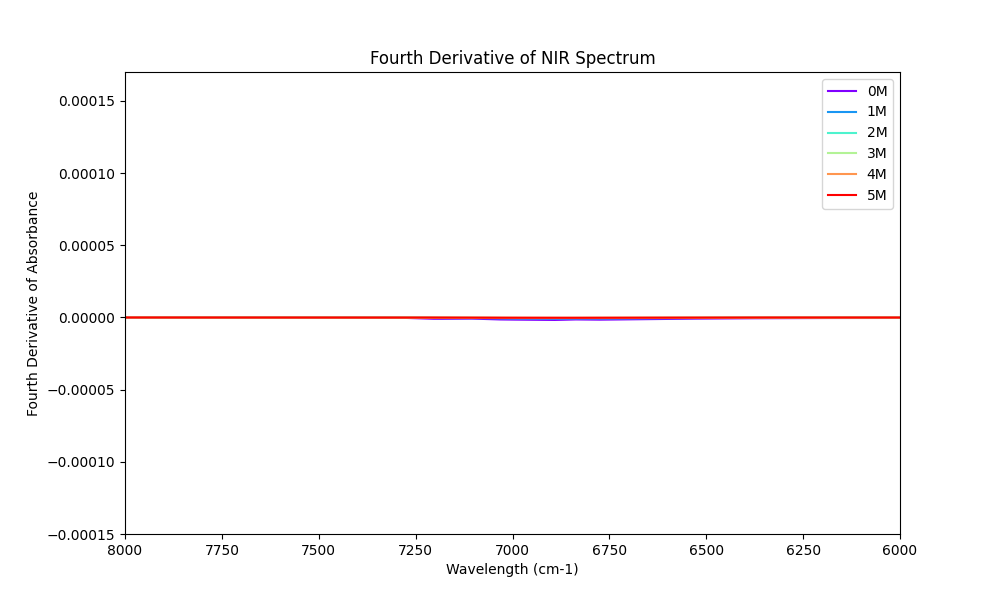 Fourth Derivative of NIR Spectrum
0M
1M
2M
3M
4M
5M
Fourth Derivative of Absorbance
0.00015
0.00010
0.00005
0.00000
−0.00005
−0.00010
−0.00015
8000 7750 7500 7250 7000 6750 6500 6250 6000
Wavelength (cm-1)